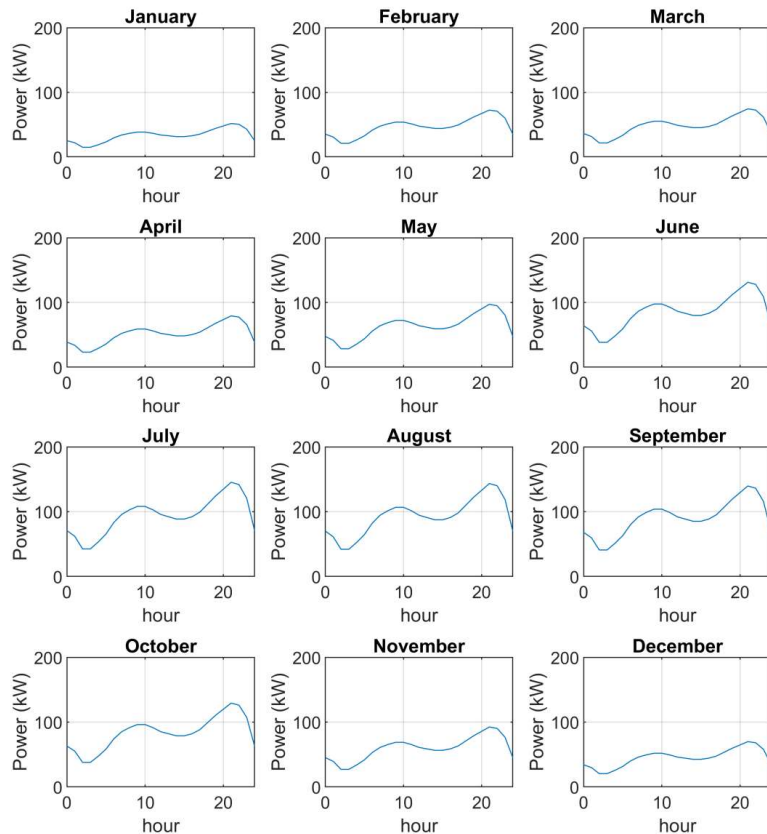 January February March
Power (kW) Power (kW) Power (kW)
200 200 200
100 100 100
0 0 0
0 10 20 0 10 20 0 10 20
hour hour hour
April May June
Power (kW) Power (kW) Power (kW)
200 200 200
100 100 100
0 0 0
0 10 20 0 10 20 0 10 20
hour hour hour
July August September
Power (kW) Power (kW) Power (kW)
200 200 200
100 100 100
0 0 0
0 10 20 0 10 20 0 10 20
hour hour hour
October November December
Power (kW) Power (kW) Power (kW)
200 200 200
100 100 100
0 0 0
0 10 20 0 10 20 0 10 20
hour hour hour